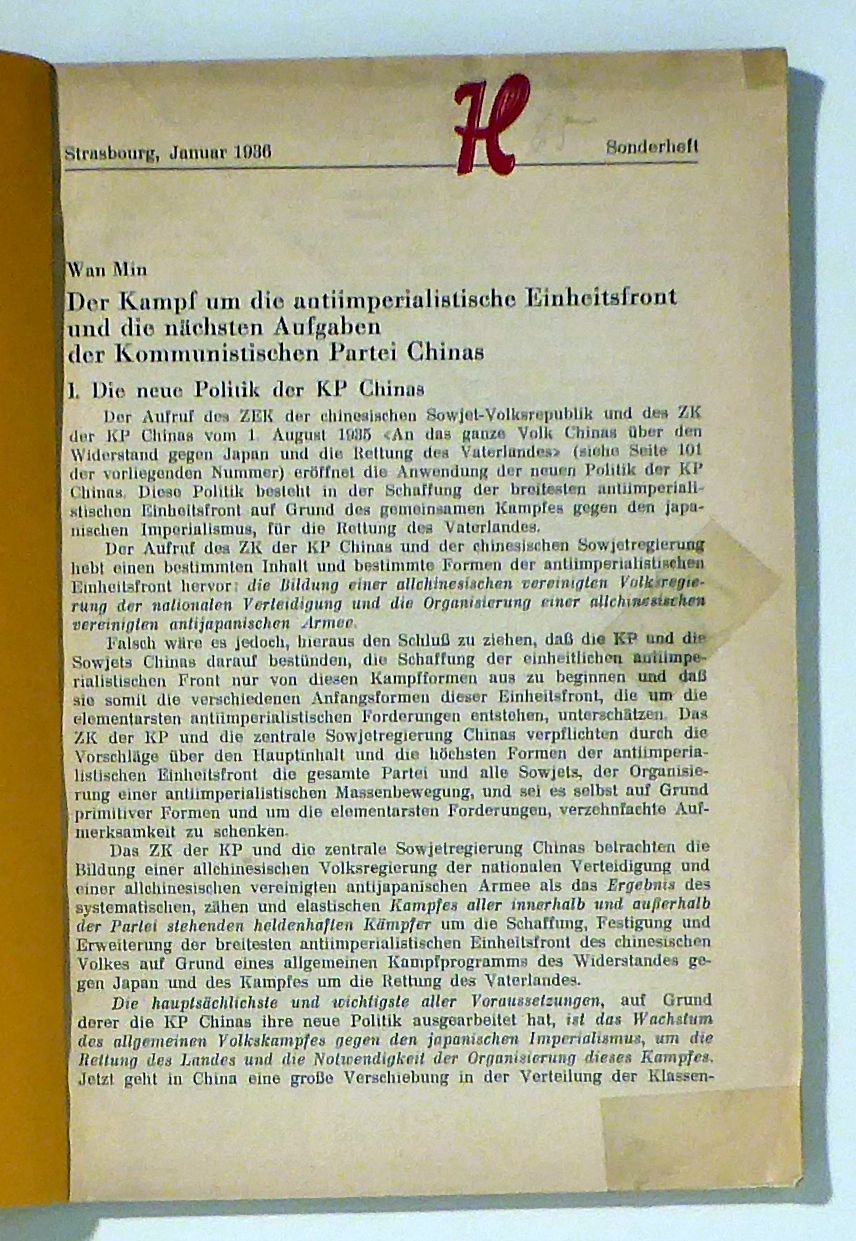 H 65
Strasbourg, Januar 1936 Sonderheft
Wan Min
Der Kampf um die antiimperialistische Einheitsfront
und die nächsten Aufgaben
der Kommunistischen Partei Chinas
I. Die neue Politik der KP Chinas
Der Aufruf des ZEK der chinesischen Sowjet-Volksrepublik und des ZK
der KP Chinas vom 1. August 1935 «An das ganze Volk Chinas über den
Widerstand gegen Japan und die Rettung des Vaterlandes» (siehe Seite 101
der vorliegenden Nummer) eröffnet die Anwendung der neuen Politik der KP
Chinas. Diese Politik besteht in der Schaffung der breitesten antiimperiali-
stischen Einheitsfront auf Grund des gemeinsamen Kampfes gegen den japa-
nischen Imperialismus, für die Rettung des Vaterlandes.
Der Aufruf des ZK der KP Chinas und der chinesischen Sowjetregierung
hebt einen bestimmten Inhalt und bestimmte Formen der antiimperialistischen
Einheitsfront hervor: die Bildung einer allchinesischen vereinigten Volksregie-
rung der nationalen Verteidigung und die Organisierung einer allchinesischen
vereinigten antijapanischen Armee.
Falsch wäre es jedoch, hieraus den Schluß zu ziehen, daß die KP und die
Sowjets Chinas darauf bestünden, die Schaffung der einheitlichen antiimpe-
rialistischen Front nur von diesen Kampfformen aus zu beginnen und daß
sie somit die verschiedenen Anfangsformen dieser Einheitsfront, die um die
elementarsten antiimperialistischen Forderungen entstehen, unterschätzen. Das
ZK der KP und die zentrale Sowjetregierung Chinas verpflichten durch die
Vorschläge über den Hauptinhalt und die höchsten Formen der antiimperia-
listischen Einheitsfront die gesamte Partei und alle Sowjets, der Organisie-
rung einer antiimperialistischen Massenbewegung, und sei es selbst auf Grund
primitiver Formen und um die elementarsten Forderungen, verzehnfachte Auf-
merksamkeit zu schenken.
Das ZK der KP und die zentrale Sowjetregierung Chinas betrachten die
Bildung einer allchinesischen Volksregierung der nationalen Verteidigung und
einer allchinesischen vereinigten antijapanischen Armee als das Ergebnis des
systematischen, zähen und elastischen Kampfes aller innerhalb und außerhalb
der Partei stehenden heldenhaften Kämpfer um die Schaffung, Festigung und
Erweiterung der breitesten antiimperialistischen Einheitsfront des chinesischen
Volkes auf Grund eines allgemeinen Kampfprogramms des Widerstandes ge-
gen Japan und des Kampfes um die Rettung des Vaterlandes.
Die hauptsächlichste und wichtigste aller Voraussetzungen, auf Grund
derer die KP Chinas ihre neue Politik ausgearbeitet hat, ist das Wachstum
des allgemeinen Volkskampfes gegen den japanischen Imperialismus, um die
Rettung des Landes und die Notwendigkeit der Organisierung dieses Kampfes.
Jetzt geht in China eine große Verschiebung in der Verteilung der Klassen-